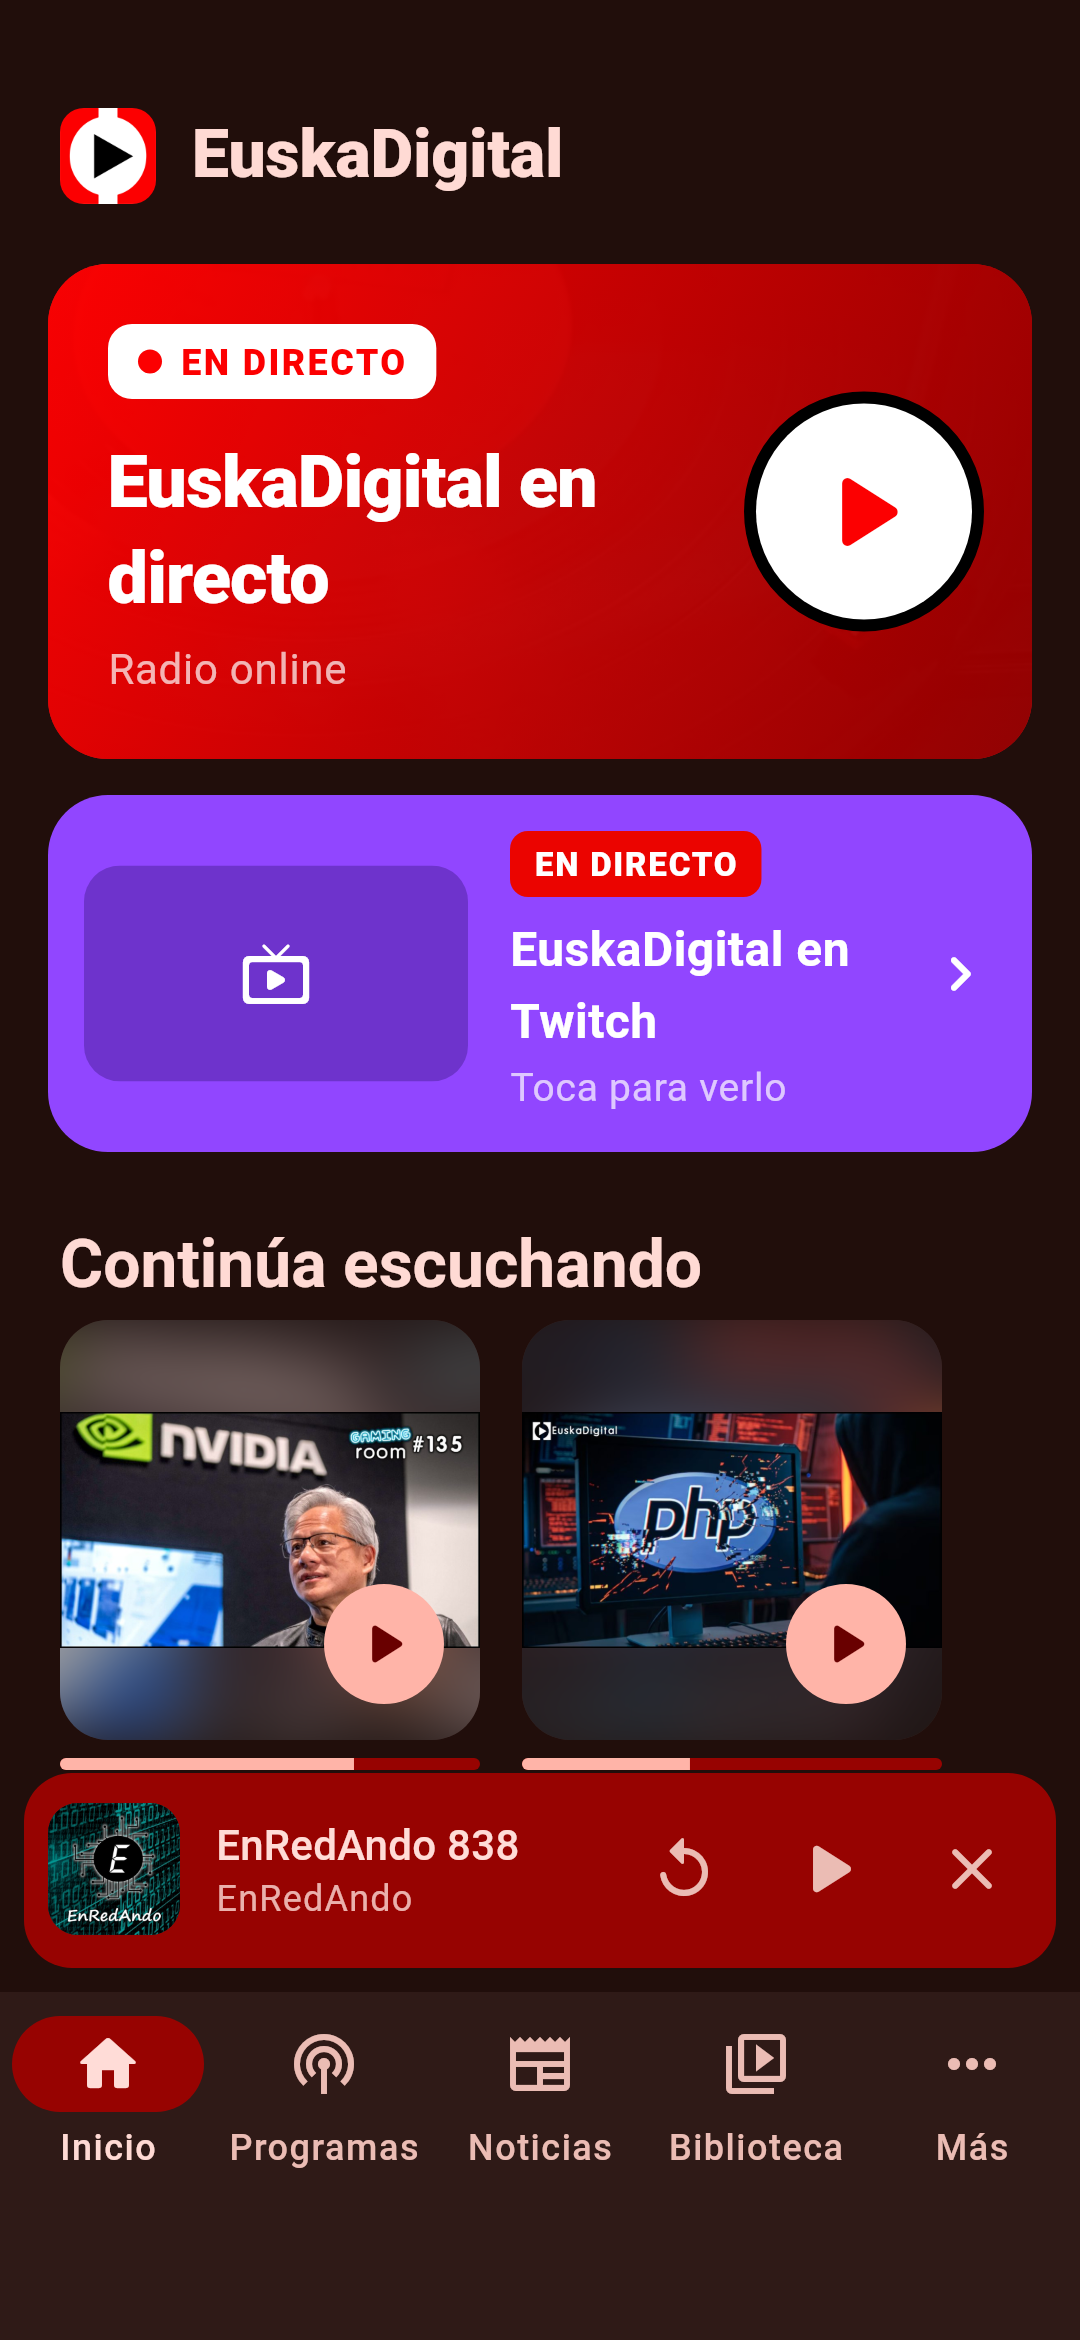 EuskaDigital
EN DIRECTO
EuskaDigital en
directo
Radio online
EN DIRECTO
EuskaDigital en
Twitch
Toca para verlo
Continúa escuchando
NVIDIA
GAMING
room #135
EuskaDigital
php
EnRedAndo 838
EnRedAndo
E
EnRedAndo
Inicio
Programas
Noticias
Biblioteca
Más